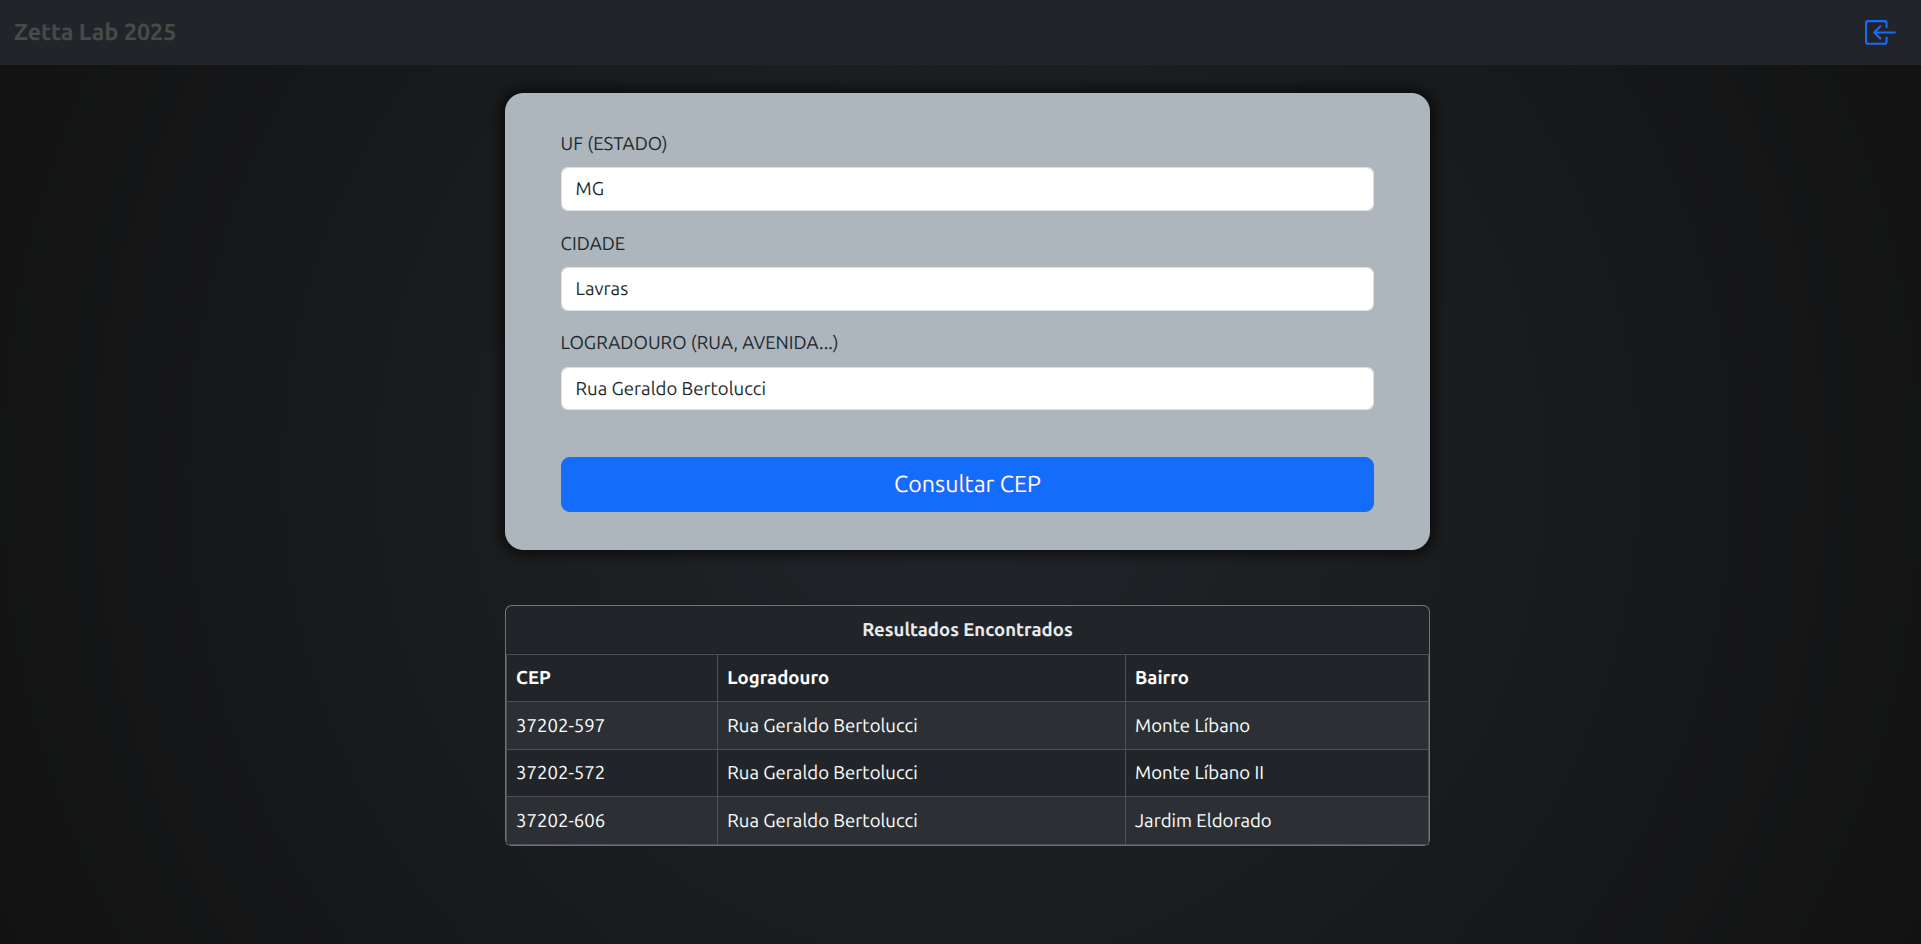 Zetta Lab 2025
UF (ESTADO)
MG
CIDADE
Lavras
LOGRADOURO (RUA, AVENIDA...)
Rua Geraldo Bertolucci
Consultar CEP
Resultados Encontrados
CEP Logradouro Bairro
37202-597 Rua Geraldo Bertolucci Monte Líbano
37202-572 Rua Geraldo Bertolucci Monte Líbano II
37202-606 Rua Geraldo Bertolucci Jardim Eldorado